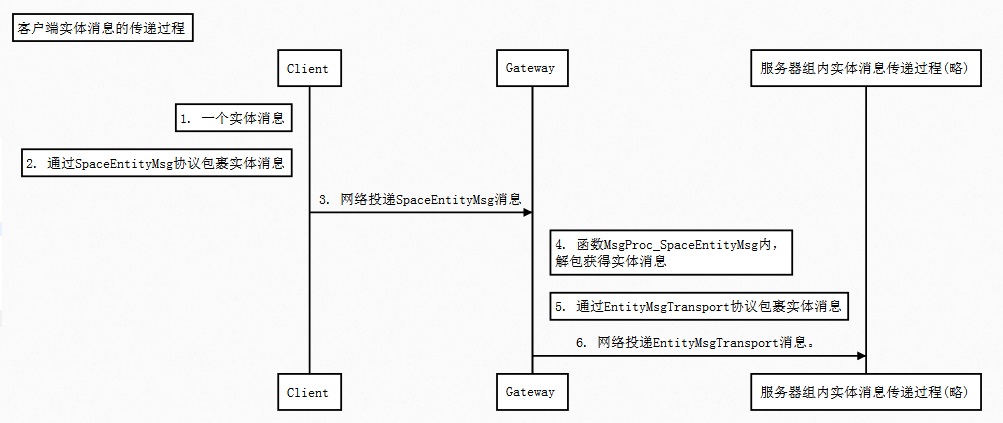 客户端实体消息的传递过程
Client
Gateway
服务器组内实体消息传递过程(略)
1. 一个实体消息
2. 通过SpaceEntityMsg协议包裹实体消息
3. 网络投递SpaceEntityMsg消息
4. 函数MsgProc_SpaceEntityMsg内，
解包获得实体消息
5. 通过EntityMsgTransport协议包裹实体消息
6. 网络投递EntityMsgTransport消息。
Client
Gateway
服务器组内实体消息传递过程(略)